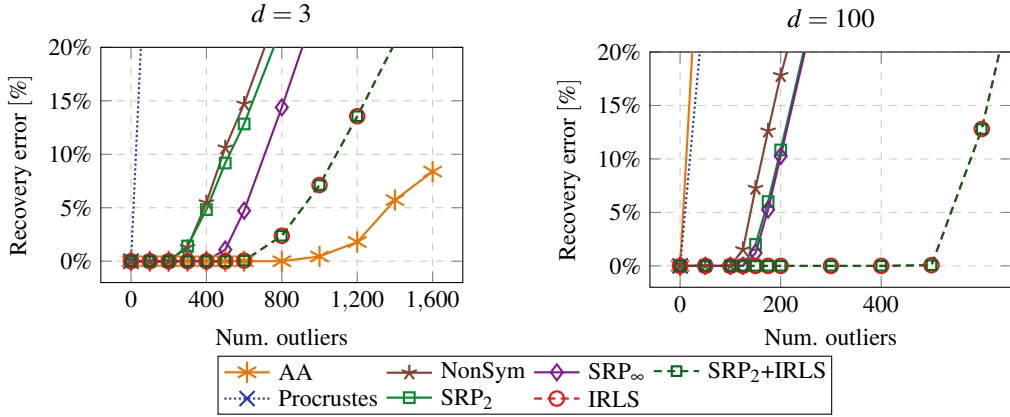 d = 3
d = 100
Recovery error [%]
20%
15%
10%
5%
0%
0
400
800
1,200
1,600
Num. outliers
Recovery error [%]
20%
15%
10%
5%
0%
0
200
400
Num. outliers
AA
NonSym
SRP∞
SRP₂+IRLS
Procrustes
SRP₂
IRLS